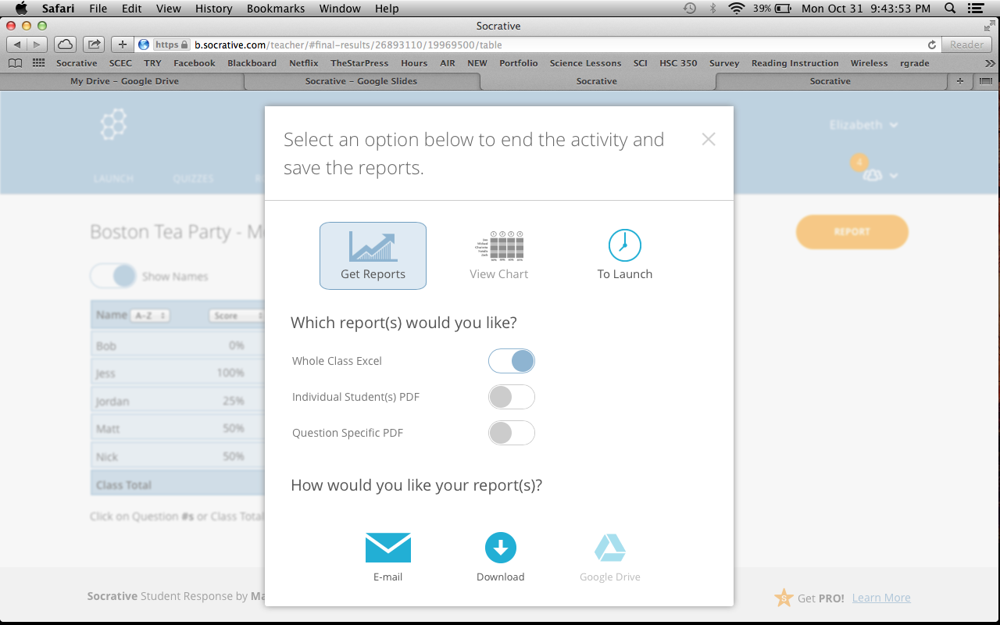 Safari File Edit View History Bookmarks Window Help 39% Mon Oct 31 9:43:53 PM
Socrative
https b.socrative.com/teacher/#final-results/26893110/19969500/table Reader
Socrative SCEC TRY Facebook Blackboard Netflix TheStarPress Hours AIR NEW Portfolio Science Lessons SCI HSC 350 Survey Reading Instruction Wireless rgrade
My Drive – Google Drive Socrative – Google Slides Socrative Socrative
Elizabeth
4
LAUNCH QUIZZES
Select an option below to end the activity and
save the reports.
Boston Tea Party - 
REPORT
Show Names
Get Reports View Chart To Launch
Name A-Z Score
Bob 0%
Jess 100%
Jordan 25%
Matt 50%
Nick 50%
Class Total
Click on Question #s or Class Total
Which report(s) would you like?
Whole Class Excel
Individual Student(s) PDF
Question Specific PDF
How would you like your report(s)?
E-mail Download Google Drive
Socrative Student Response by
Get PRO! Learn More